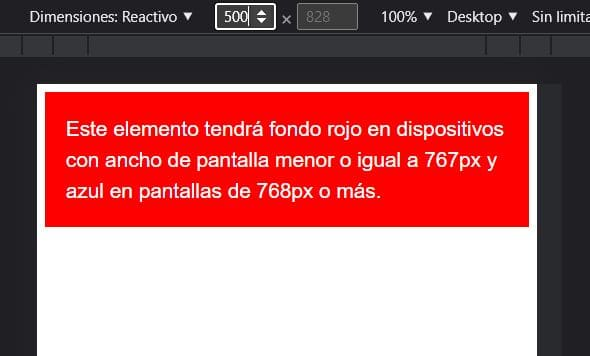 Dimensiones: Reactivo ▼ 500 × 828 100% ▼ Desktop ▼ Sin limita
Este elemento tendrá fondo rojo en dispositivos
con ancho de pantalla menor o igual a 767px y
azul en pantallas de 768px o más.